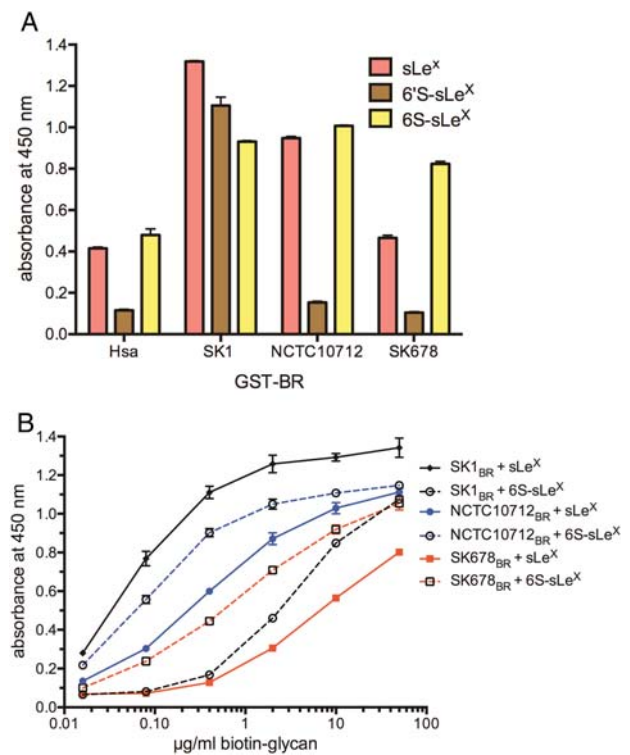 A
absorbance at 450 nm
1.4
1.2
1.0
0.8
0.6
0.4
0.2
0.0
sLeˣ
6'S-sLeˣ
6S-sLeˣ
Hsa SK1 NCTC10712 SK678
GST-BR
B
absorbance at 450 nm
1.4
1.2
1.0
0.8
0.6
0.4
0.2
0.0
0.01 0.10 1 10 100
µg/ml biotin-glycan
SK1BR + sLeˣ
SK1BR + 6S-sLeˣ
NCTC10712BR + sLeˣ
NCTC10712BR + 6S-sLeˣ
SK678BR + sLeˣ
SK678BR + 6S-sLeˣ